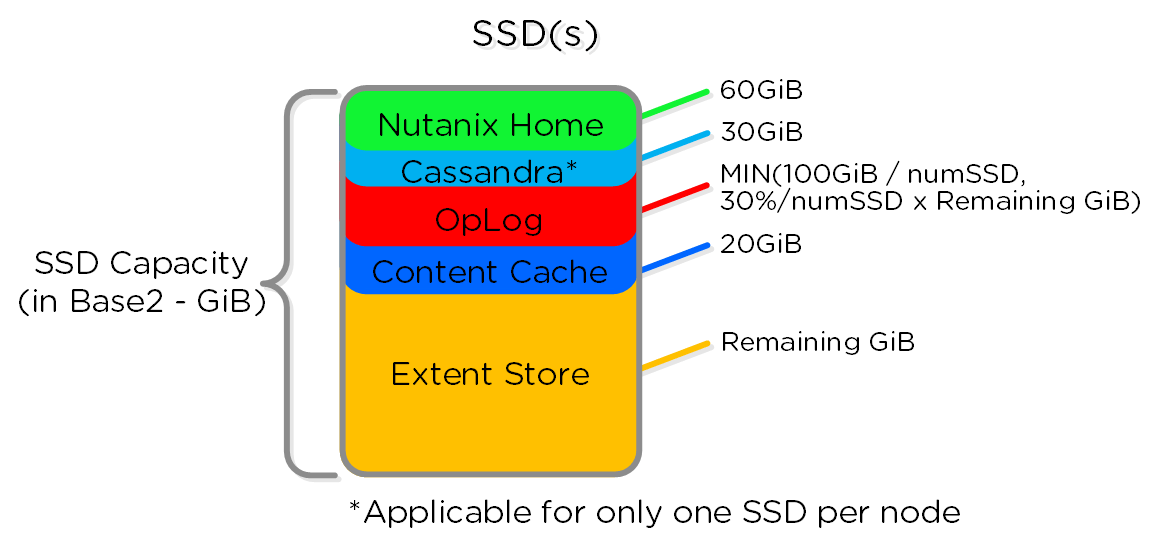 SSD(s)
60GiB
Nutanix Home
30GiB
Cassandra*
MIN(100GiB / numSSD,
30%/numSSD x Remaining GiB)
OpLog
20GiB
Content Cache
SSD Capacity
(in Base2 - GiB)
Remaining GiB
Extent Store
*Applicable for only one SSD per node